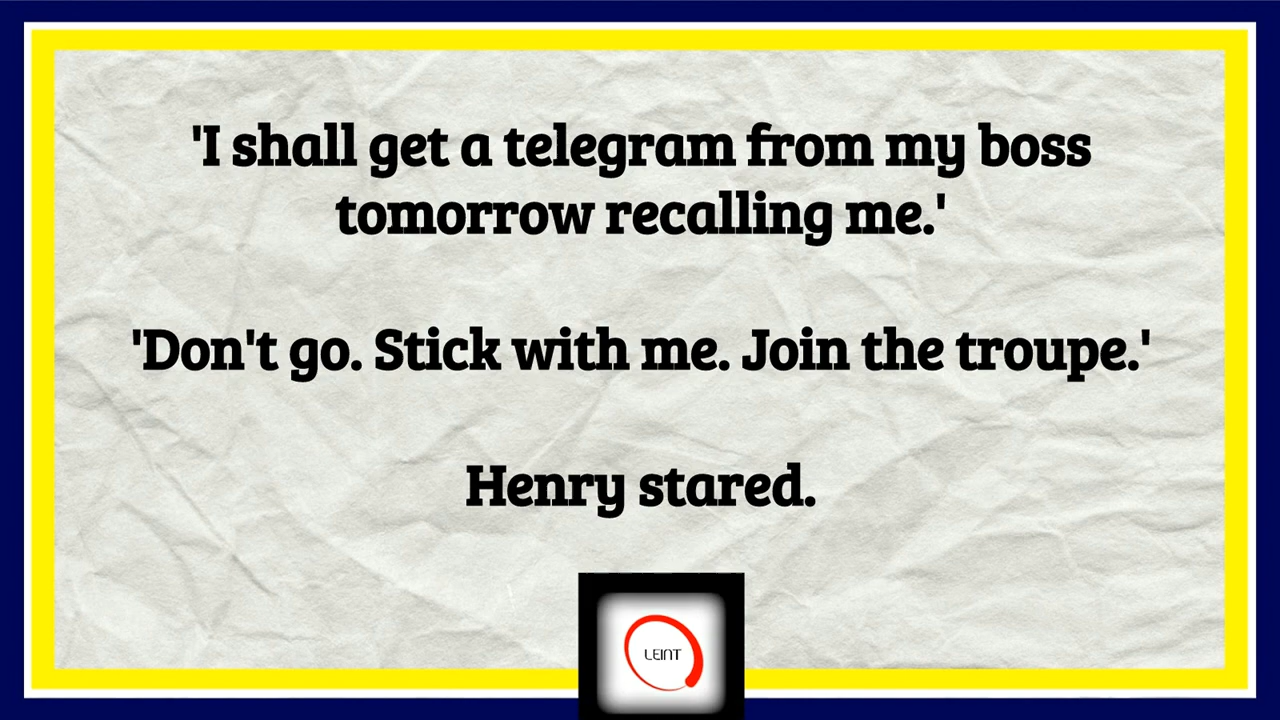 'I shall get a telegram from my boss
tomorrow recalling me.'
'Don't go. Stick with me. Join the troupe.'
Henry stared.
LEINT